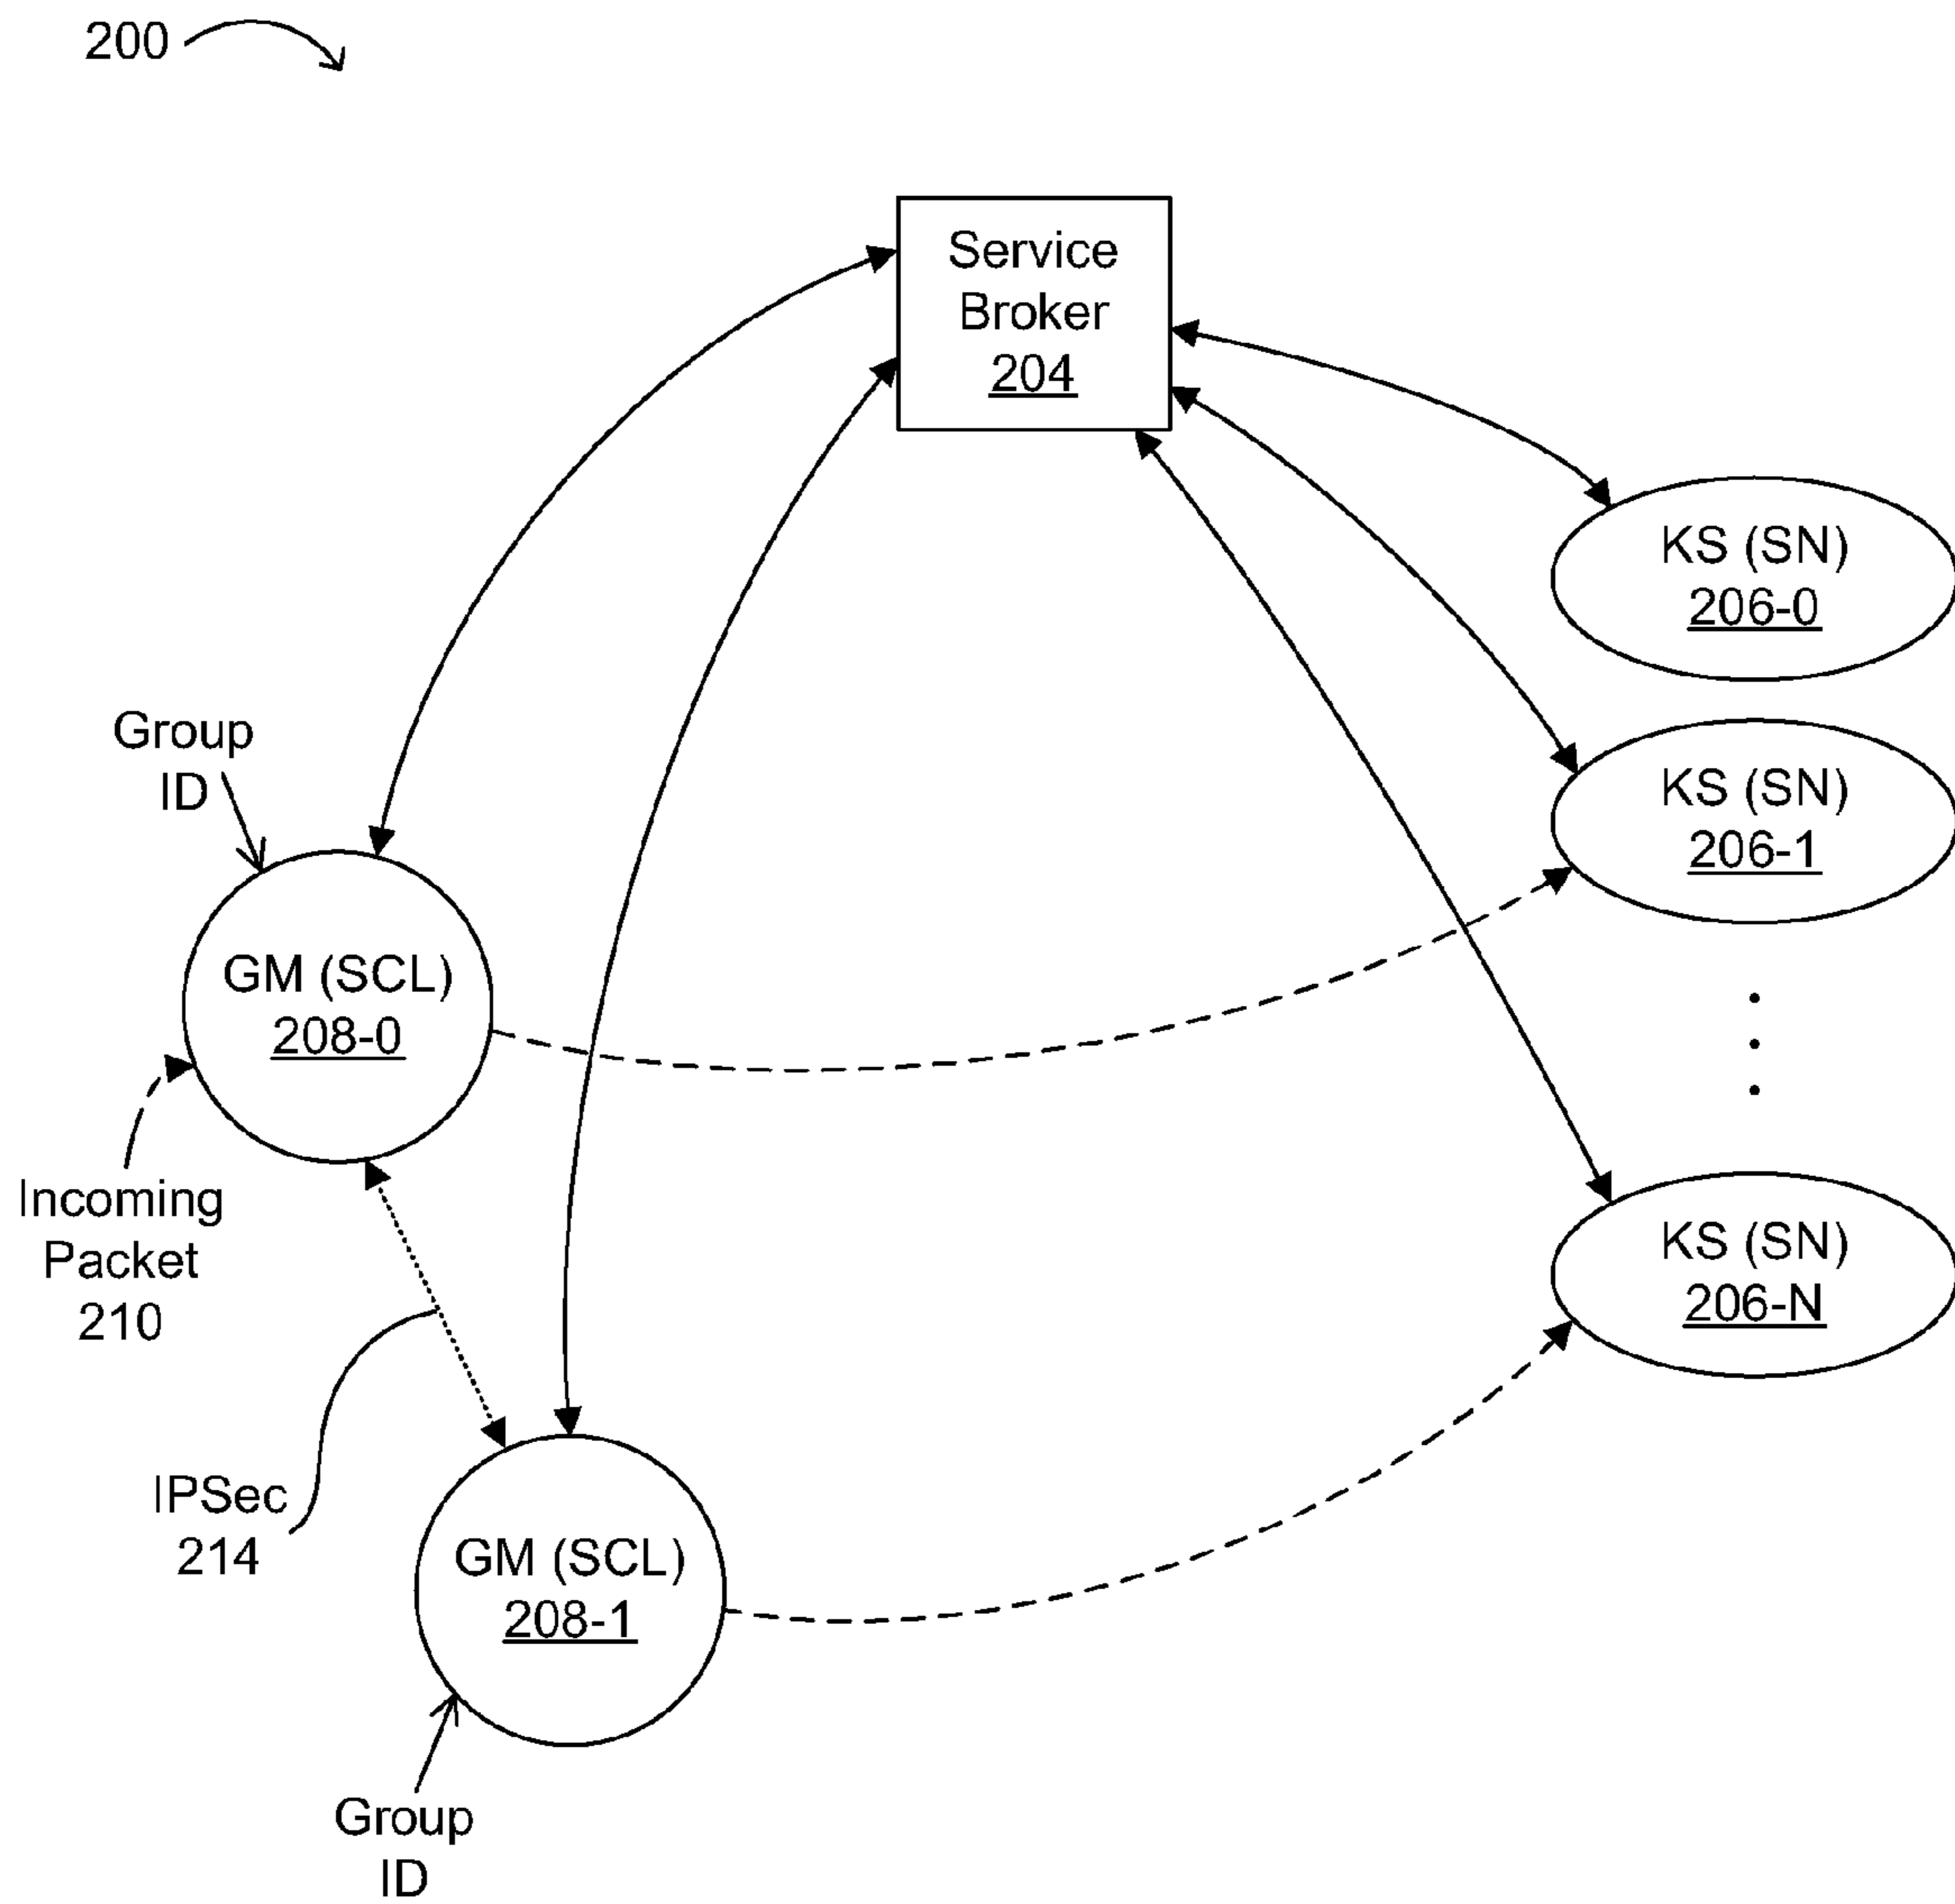 200
Service
Broker
204
KS (SN)
206-0
Group
ID
KS (SN)
206-1
GM (SCL)
208-0
Incoming
Packet
210
KS (SN)
206-N
IPSec
214
GM (SCL)
208-1
Group
ID